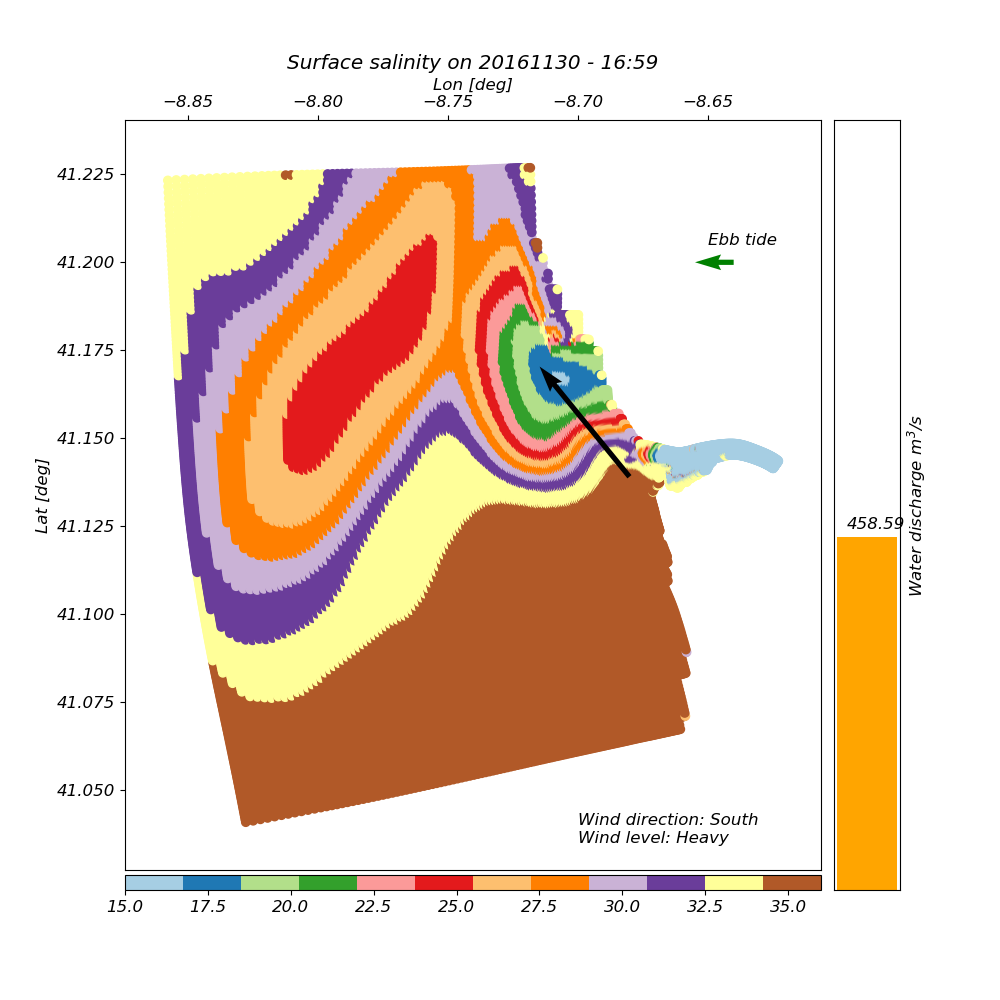 Surface salinity on 20161130 - 16:59
Lon [deg]
−8.85 −8.80 −8.75 −8.70 −8.65
41.225
41.200
41.175
41.150
41.125
41.100
41.075
41.050
Lat [deg]
Ebb tide
Wind direction: South
Wind level: Heavy
458.59
Water discharge m³/s
15.0 17.5 20.0 22.5 25.0 27.5 30.0 32.5 35.0